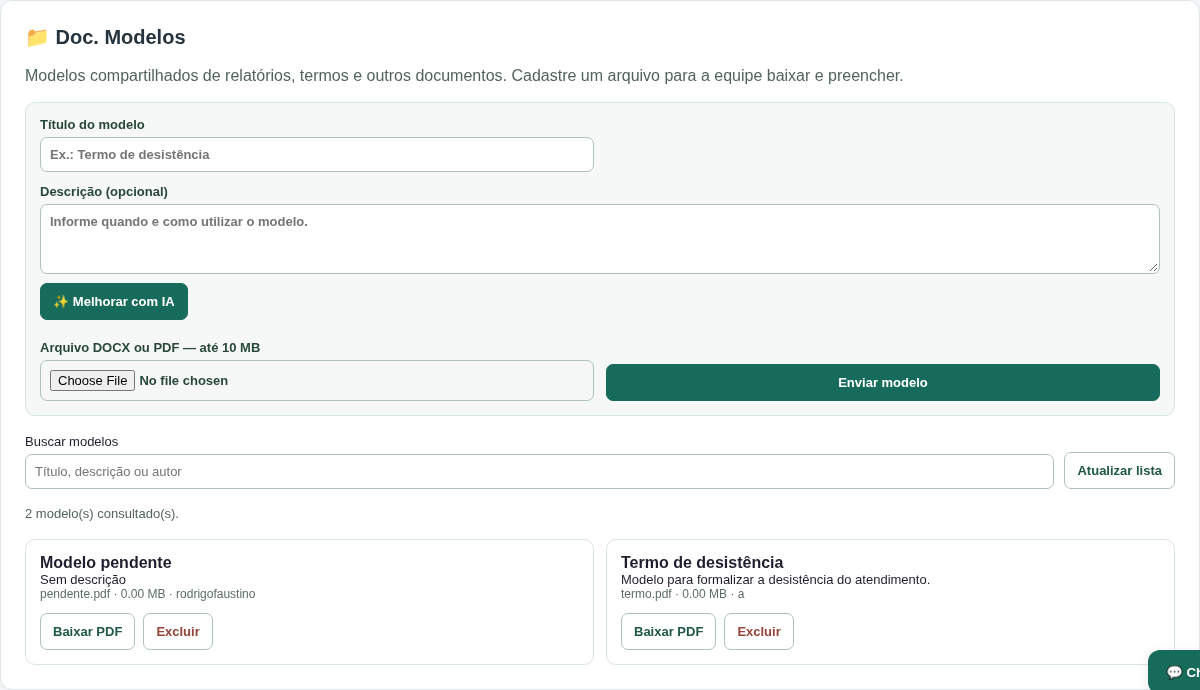 📁 Doc. Modelos
Modelos compartilhados de relatórios, termos e outros documentos. Cadastre um arquivo para a equipe baixar e preencher.
Título do modelo
Ex.: Termo de desistência
Descrição (opcional)
Informe quando e como utilizar o modelo.
✨ Melhorar com IA
Arquivo DOCX ou PDF — até 10 MB
Choose File No file chosen
Enviar modelo
Buscar modelos
Título, descrição ou autor
Atualizar lista
2 modelo(s) consultado(s).
Modelo pendente
Sem descrição
pendente.pdf · 0.00 MB · rodrigofaustino
Baixar PDF
Excluir
Termo de desistência
Modelo para formalizar a desistência do atendimento.
termo.pdf · 0.00 MB · a
Baixar PDF
Excluir